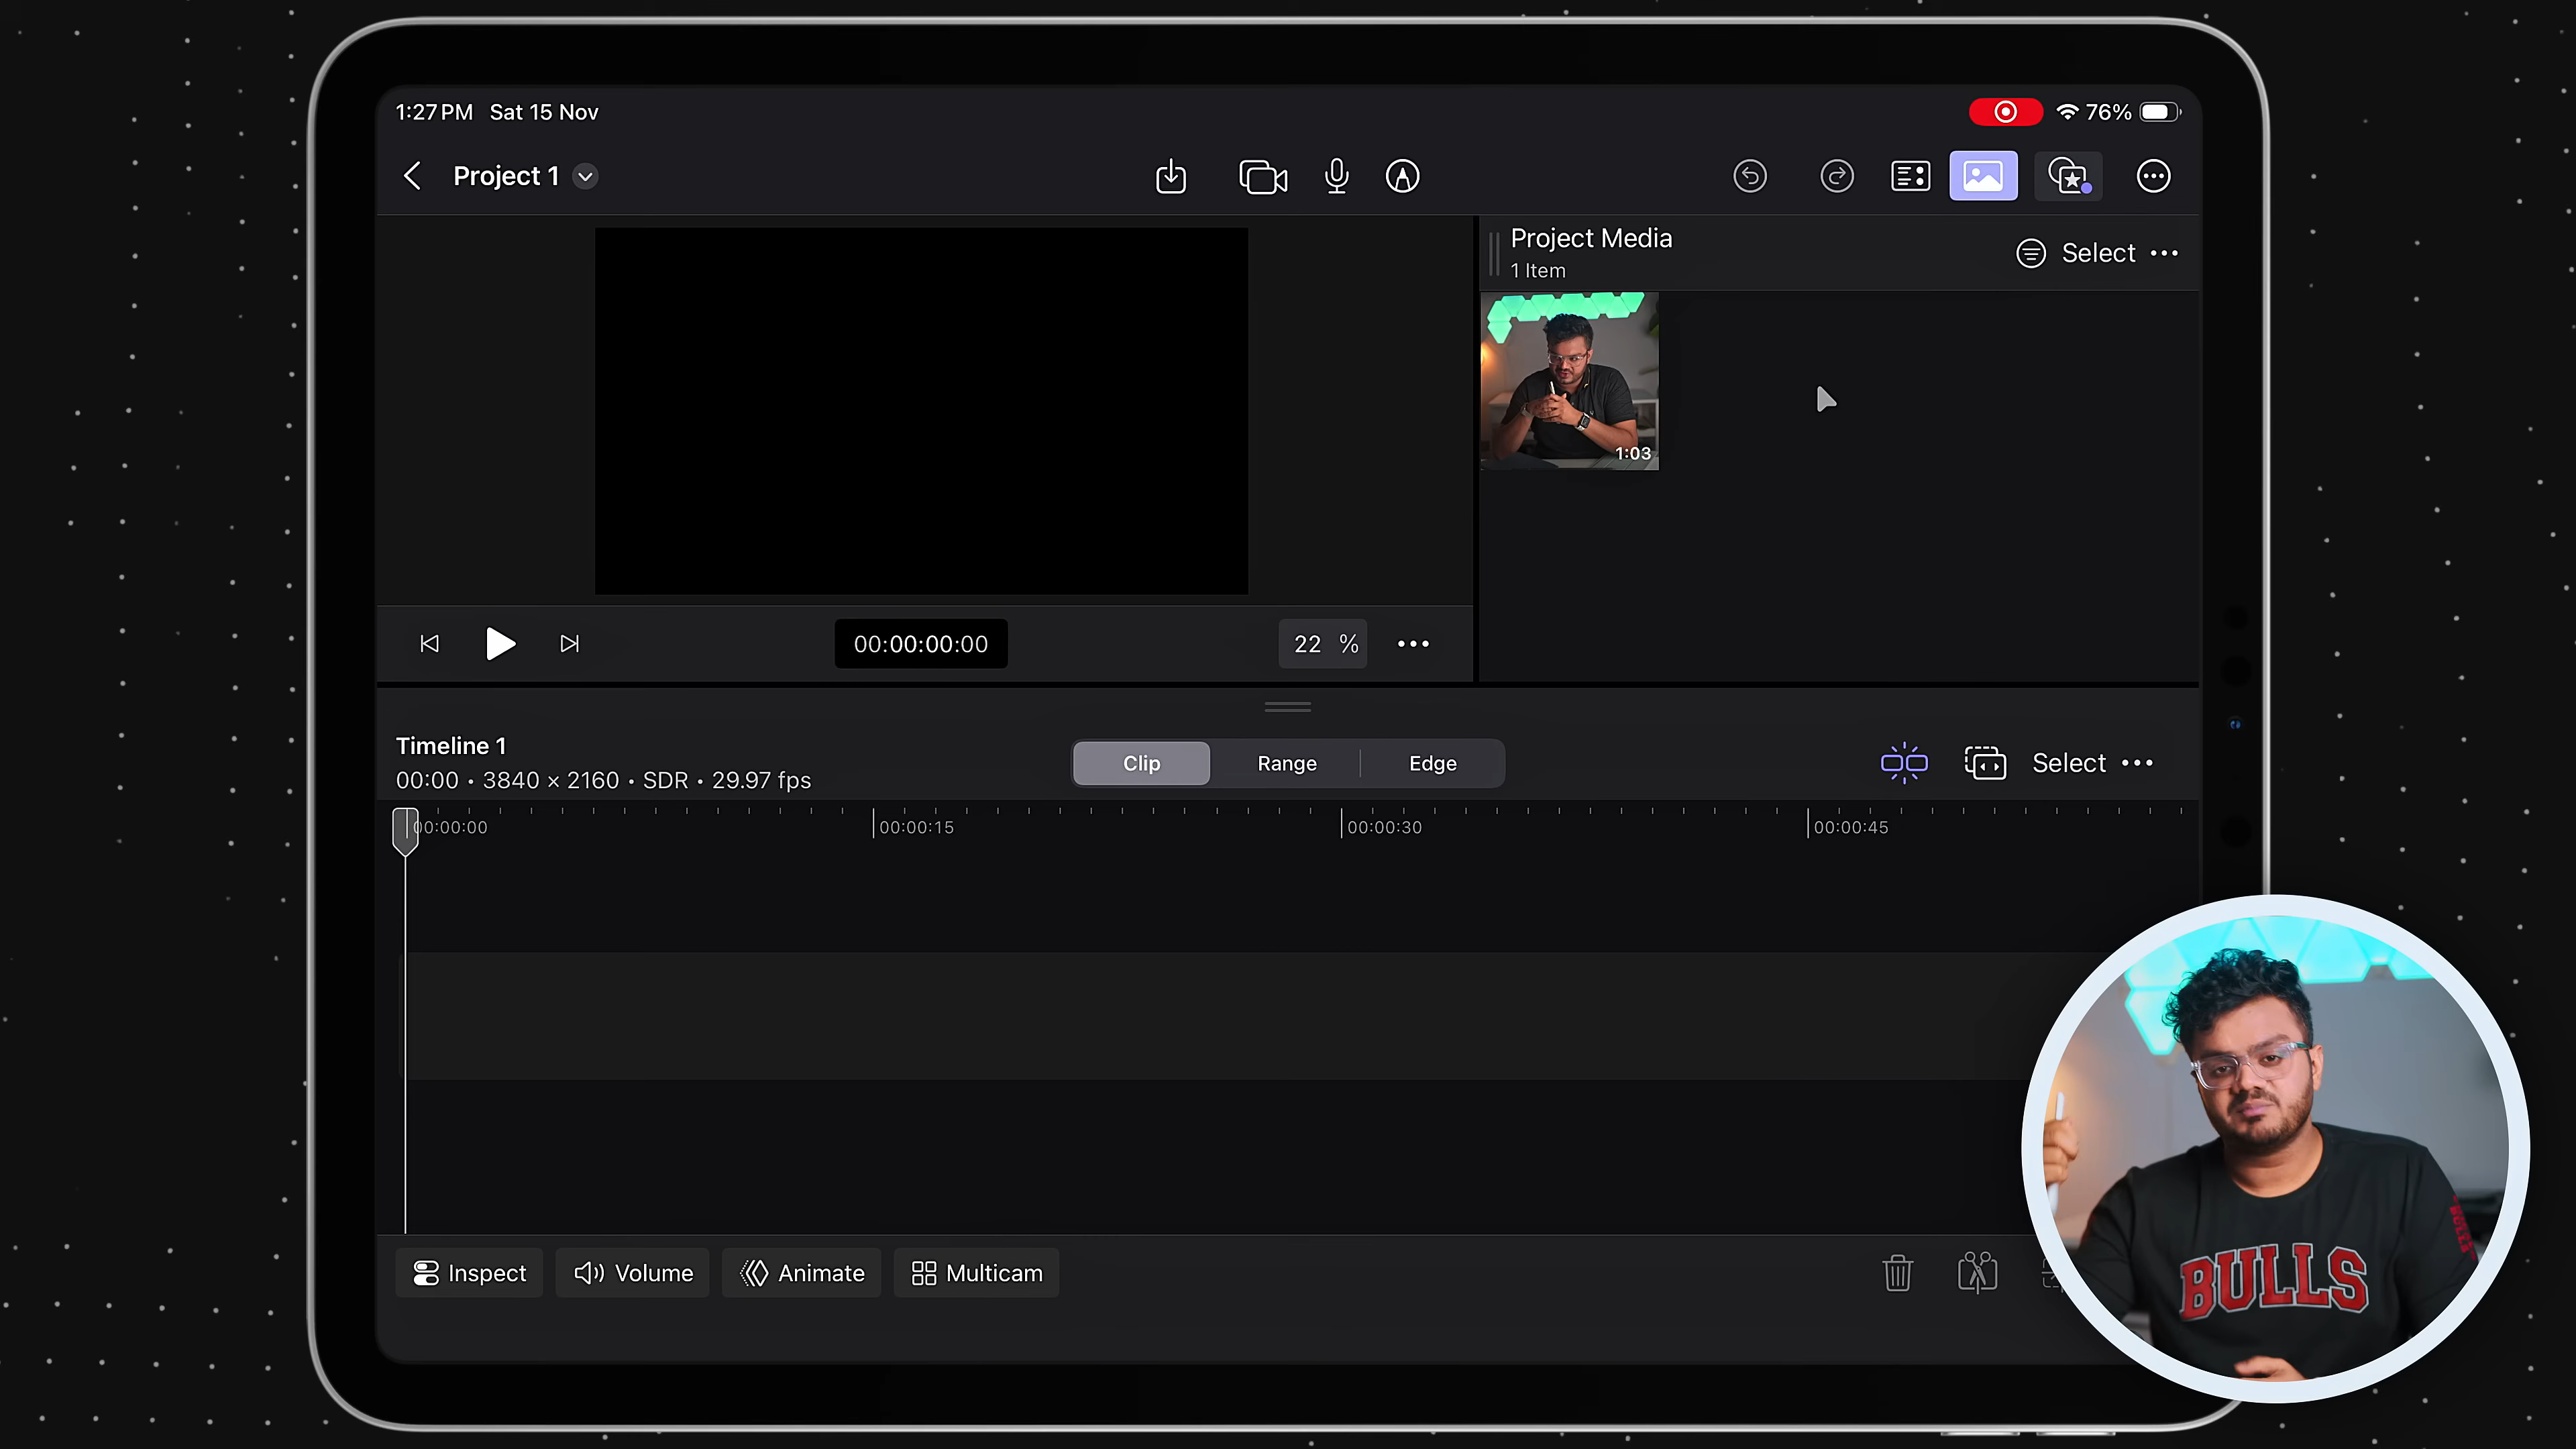 1:27 PM Sat 15 Nov
76%
Project 1
Project Media
1 Item
Select
1:03
00:00:00:00
22 %
Timeline 1
00:00 • 3840 × 2160 • SDR • 29.97 fps
Clip
Range
Edge
Select
00:00:00
00:00:15
00:00:30
00:00:45
Inspect
Volume
Animate
Multicam
BULLS
BULLS